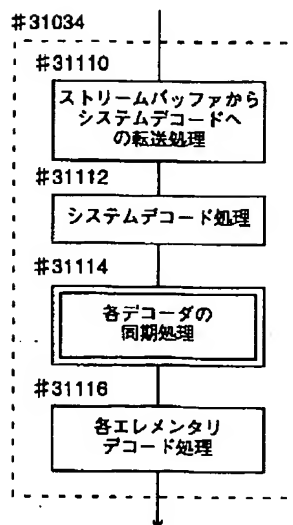 #31034
#31110
ストリームバッファから
システムデコードへ
の転送処理
#31112
システムデコード処理
#31114
各デコーダの
同期処理
#31116
各エレメンタリ
デコード処理